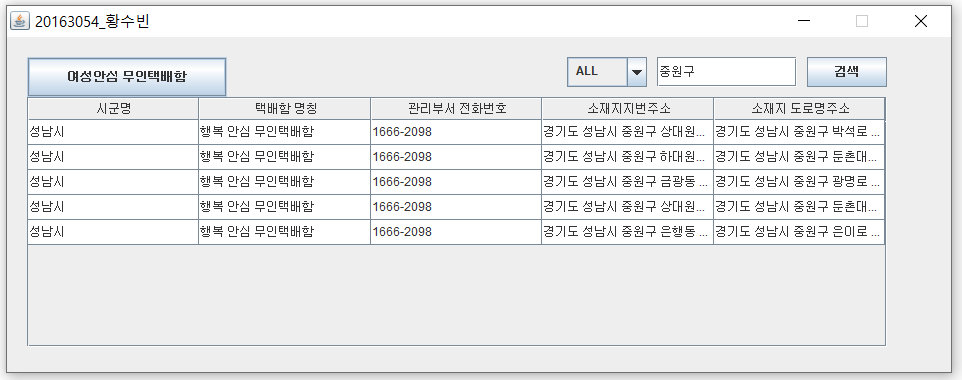 20163054_황수빈
여성안심 무인택배함 ALL 중원구 검색
시군명 택배함 명칭 관리부서 전화번호 소재지지번주소 소재지 도로명주소
성남시 행복 안심 무인택배함 1666-2098 경기도 성남시 중원구 상대원... 경기도 성남시 중원구 박석로 ...
성남시 행복 안심 무인택배함 1666-2098 경기도 성남시 중원구 하대원... 경기도 성남시 중원구 둔촌대...
성남시 행복 안심 무인택배함 1666-2098 경기도 성남시 중원구 금광동 ... 경기도 성남시 중원구 광명로 ...
성남시 행복 안심 무인택배함 1666-2098 경기도 성남시 중원구 상대원... 경기도 성남시 중원구 둔촌대...
성남시 행복 안심 무인택배함 1666-2098 경기도 성남시 중원구 은행동 ... 경기도 성남시 중원구 은이로 ...